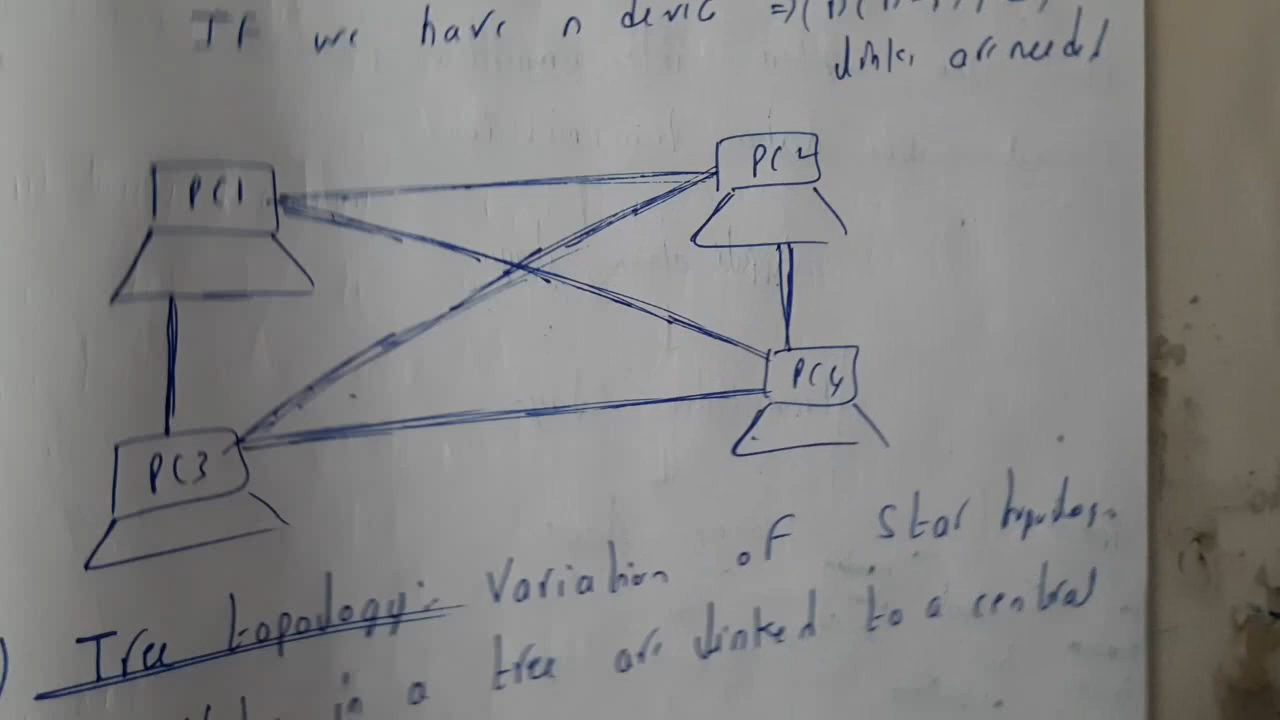 If we have n devic =>
links are needed
PC1
PC2
PC3
PC4
Tree topology:- Variation of star
in a tree are linked to a central